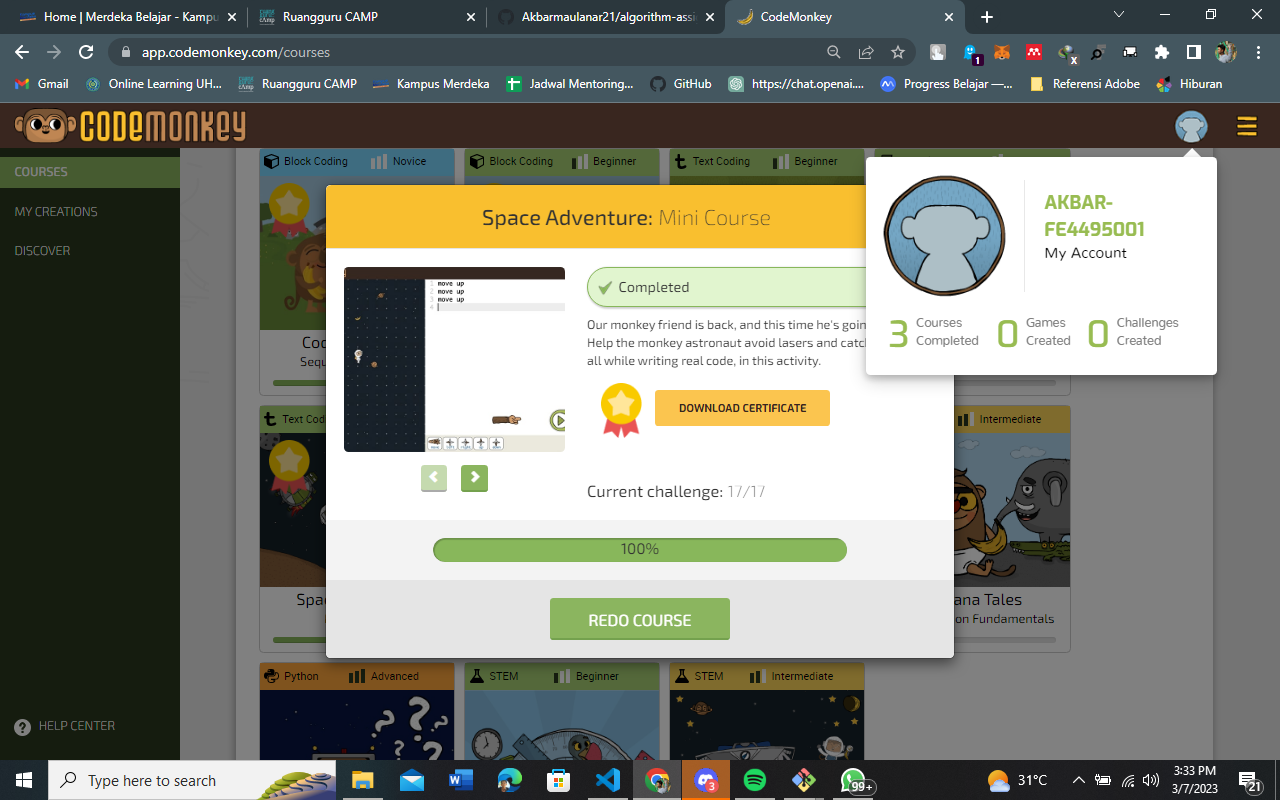 Home | Merdeka Belajar - Kampu
Ruangguru CAMP
Akbarmaulanar21/algorithm-assi
CodeMonkey
app.codemonkey.com/courses
1
X
Gmail
Online Learning UH...
Ruangguru CAMP
Kampus Merdeka
Jadwal Mentoring...
GitHub
https://chat.openai....
Progress Belajar —...
Referensi Adobe
Hiburan
CODEMONKEY
COURSES
MY CREATIONS
DISCOVER
HELP CENTER
Block Coding Novice
Block Coding Beginner
Text Coding Beginner
Space Adventure: Mini Course
1 move up
2 move up
3 move up
4
Completed
Our monkey friend is back, and this time he's goin
Help the monkey astronaut avoid lasers and catc
all while writing real code, in this activity.
DOWNLOAD CERTIFICATE
Current challenge: 17/17
100%
REDO COURSE
AKBAR-
FE4495001
My Account
3 Courses Completed
0 Games Created
0 Challenges Created
Cod
Sequ
Text Cod
Intermediate
Spac
ana Tales
on Fundamentals
Python Advanced
STEM Beginner
STEM Intermediate
Type here to search
3
99+
31°C
3:33 PM
3/7/2023
21